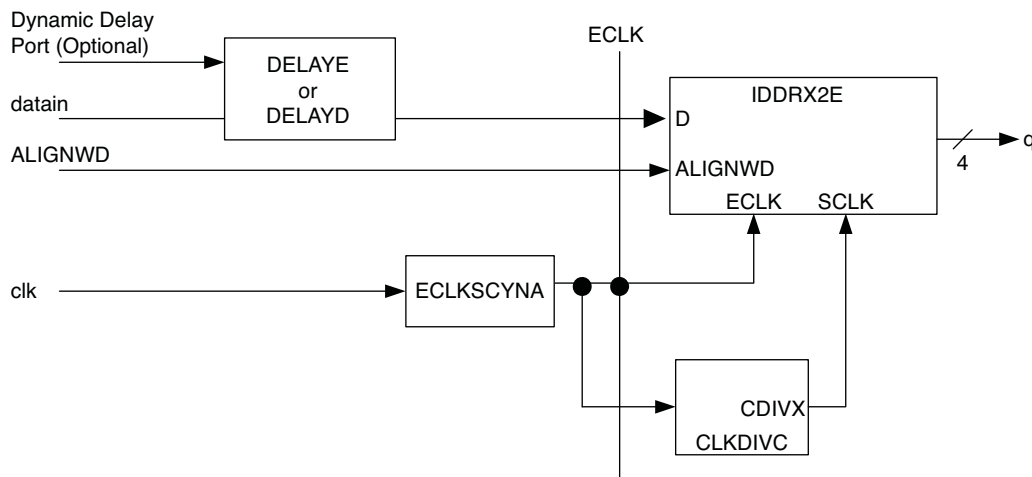 Dynamic Delay
Port (Optional)
ECLK
DELAYE
or
DELAYD
IDDRX2E
datain
D
q
4
ALIGNWD
ALIGNWD
ECLK SCLK
clk
ECLKSCYNA
CDIVX
CLKDIVC